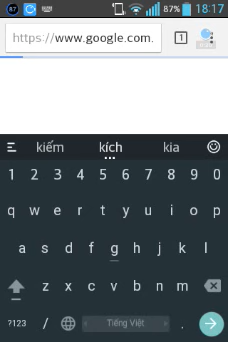 87% 18:17
https://www.google.com.
1
kiếm kích kia
1 2 3 4 5 6 7 8 9 0
q w e r t y u i o p
a s d f g h j k l
z x c v b n m
?123 / Tiếng Việt .